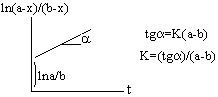 ln(a-x)/(b-x)
α
tgα=K(a-b)
K=(tgα)/(a-b)
lna/b
t